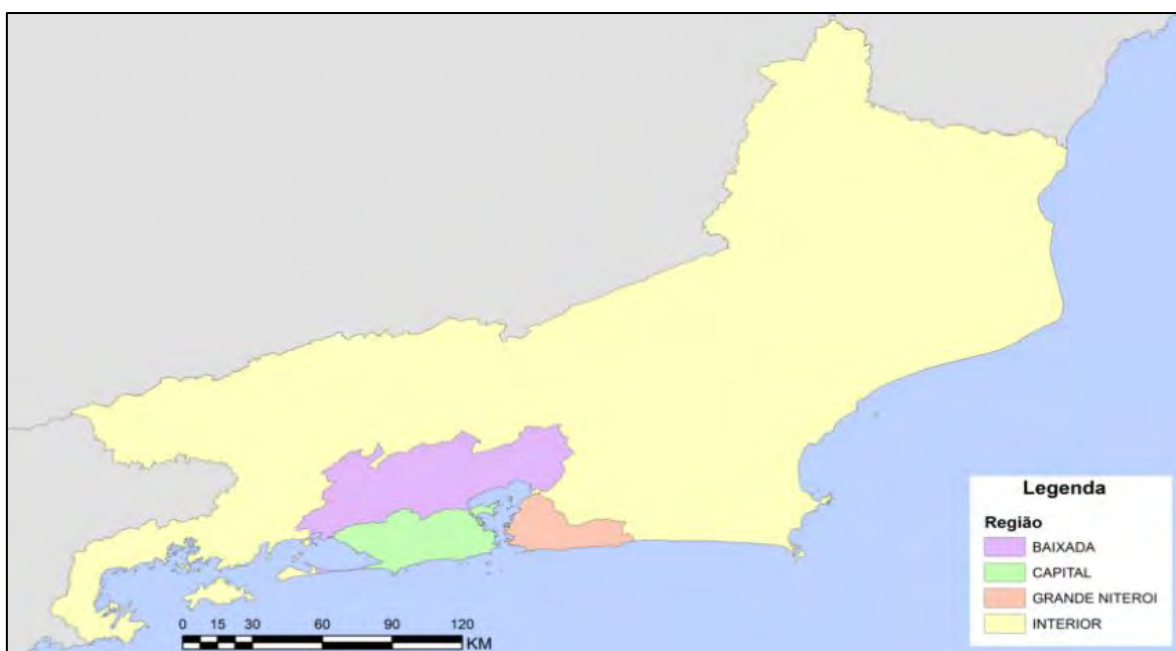 Legenda
Região
BAIXADA
CAPITAL
GRANDE NITEROI
INTERIOR
0 15 30 60 90 120
KM